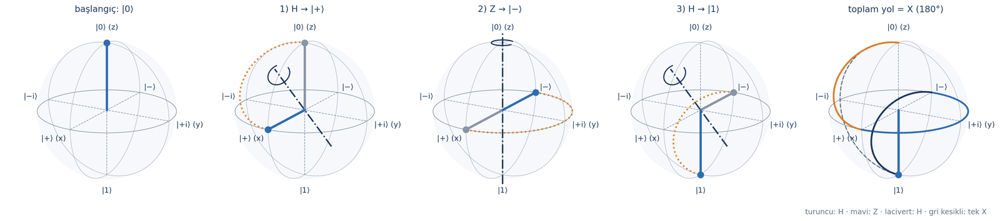 başlangıç: |0⟩
|0⟩ (z)
|−i⟩
|−⟩
|+i⟩ (y)
|+⟩ (x)
|1⟩
1) H → |+⟩
|0⟩ (z)
|−i⟩
|−⟩
|+i⟩ (y)
|+⟩ (x)
|1⟩
2) Z → |−⟩
|0⟩ (z)
|−i⟩
|−⟩
|+i⟩ (y)
|+⟩ (x)
|1⟩
3) H → |1⟩
|0⟩ (z)
|−i⟩
|−⟩
|+i⟩ (y)
|+⟩ (x)
|1⟩
toplam yol = X (180°)
|0⟩ (z)
|−i⟩
|−⟩
|+i⟩ (y)
|+⟩ (x)
|1⟩
turuncu: H · mavi: Z · lacivert: H · gri kesikli: tek X